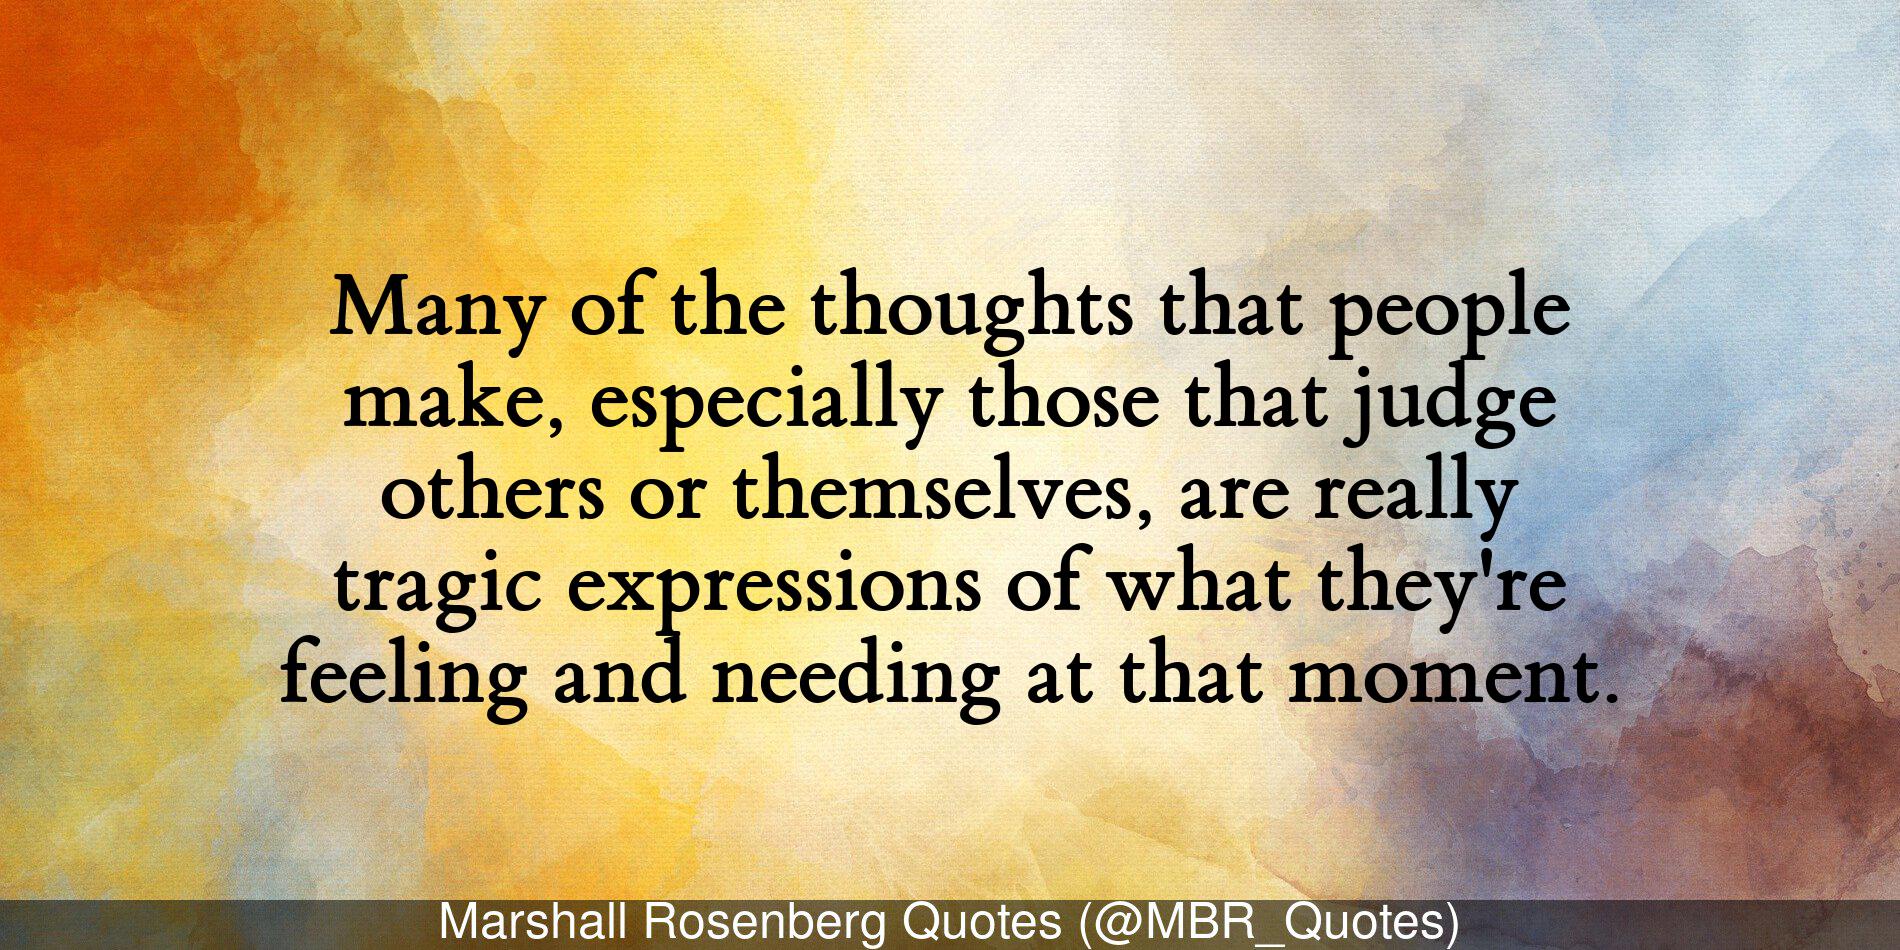 Many of the thoughts that people
make, especially those that judge
others or themselves, are really
tragic expressions of what they're
feeling and needing at that moment.
Marshall Rosenberg Quotes (@MBR_Quotes)